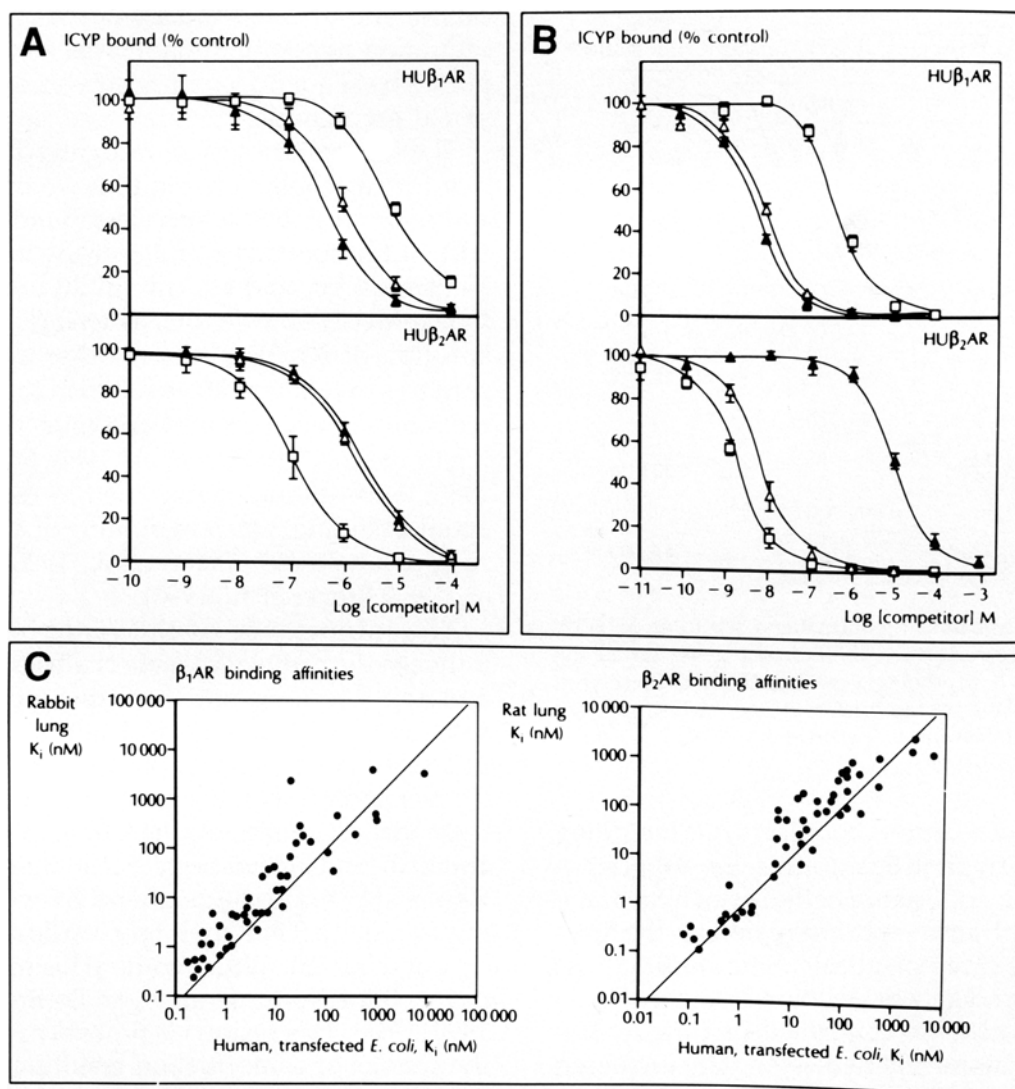 A
ICYP bound (% control)
HUβ₁AR
100
80
60
40
20
0
HUβ₂AR
100
80
60
40
20
0
−10 −9 −8 −7 −6 −5 −4
Log [competitor] M
B
ICYP bound (% control)
HUβ₁AR
100
80
60
40
20
HUβ₂AR
100
80
60
40
20
0
−11 −10 −9 −8 −7 −6 −5 −4 −3
Log [competitor] M
C
β₁AR binding affinities
Rabbit
lung
Kᵢ (nM)
100 000
10 000
1000
100
10
1
0.1
0.1 1 10 100 1000 10 000 100 000
Human, transfected E. coli, Kᵢ (nM)
β₂AR binding affinities
Rat lung
Kᵢ (nM)
10 000
1000
100
10
1
0.1
0.01
0.01 0.1 1 10 100 1000 10 000
Human, transfected E. coli, Kᵢ (nM)